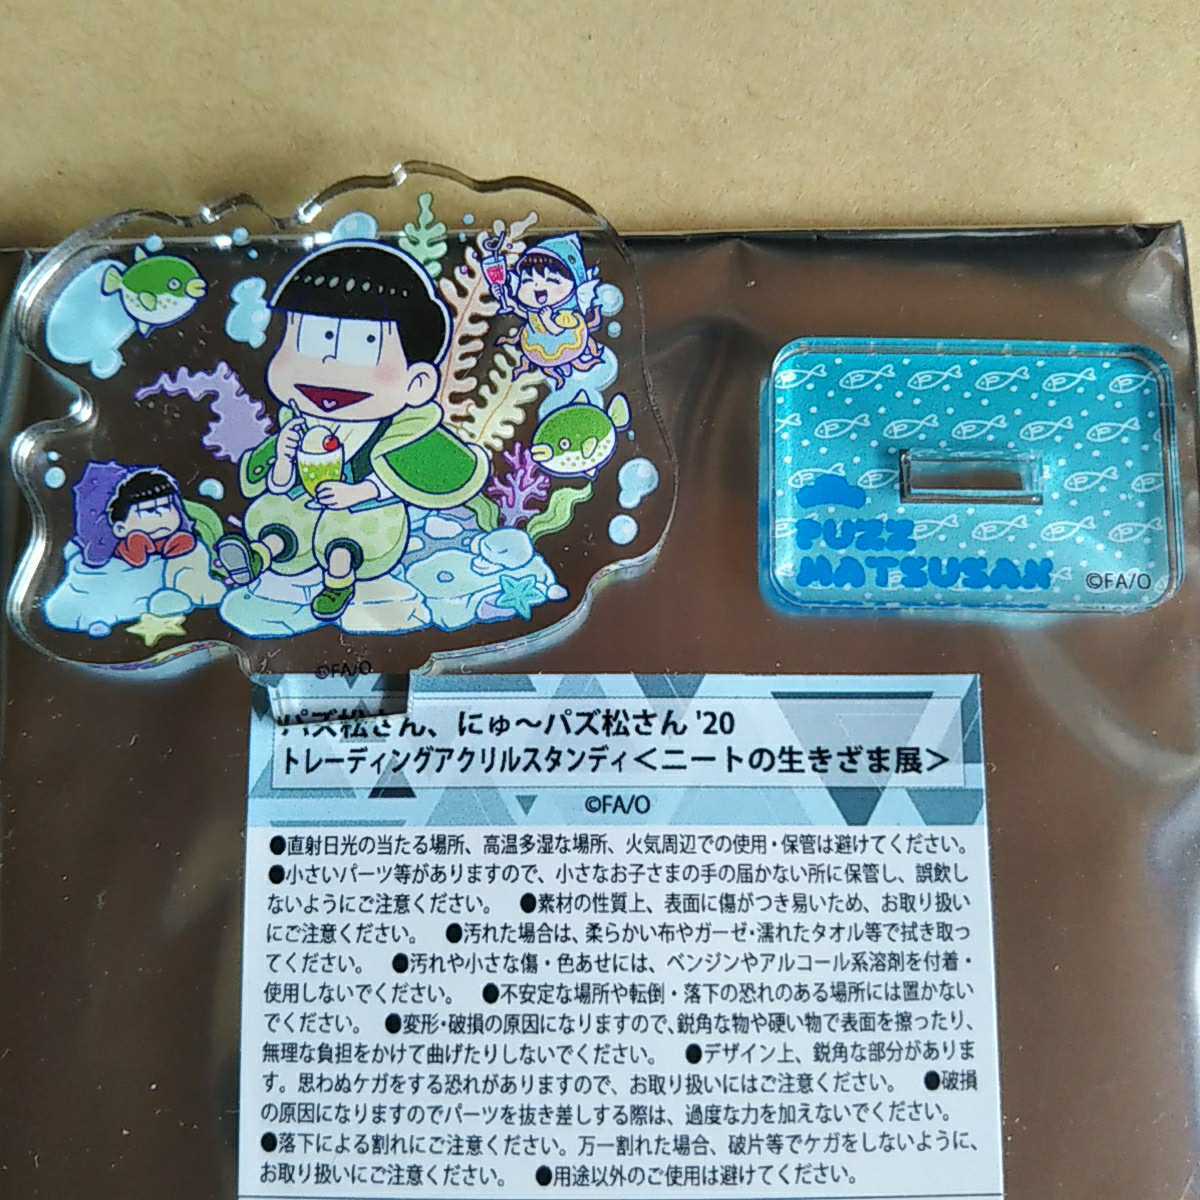 PUZZ
MATSUSAN
©FA/O
©FA/O
パズ松さん、にゅ～パズ松さん '20
トレーディングアクリルスタンディ＜ニートの生きざま展＞
©FA/O
●直射日光の当たる場所、高温多湿な場所、火気周辺での使用・保管は避けてください。
●小さいパーツ等がありますので、小さなお子さまの手の届かない所に保管し、誤飲し
ないようにご注意ください。 ●素材の性質上、表面に傷がつき易いため、お取り扱い
にご注意ください。 ●汚れた場合は、柔らかい布やガーゼ・濡れたタオル等で拭き取っ
てください。 ●汚れや小さな傷・色あせには、ベンジンやアルコール系溶剤を付着・
使用しないでください。 ●不安定な場所や転倒・落下の恐れのある場所には置かない
でください。 ●変形・破損の原因になりますので、鋭角な物や硬い物で表面を擦ったり、
無理な負担をかけて曲げたりしないでください。 ●デザイン上、鋭角な部分がありま
す。思わぬケガをする恐れがありますので、お取り扱いにはご注意ください。 ●破損
の原因になりますのでパーツを抜き差しする際は、過度な力を加えないでください。
●落下による割れにご注意ください。万一割れた場合、破片等でケガをしないように、
お取り扱いにご注意ください。 ●用途以外のご使用は避けてください。